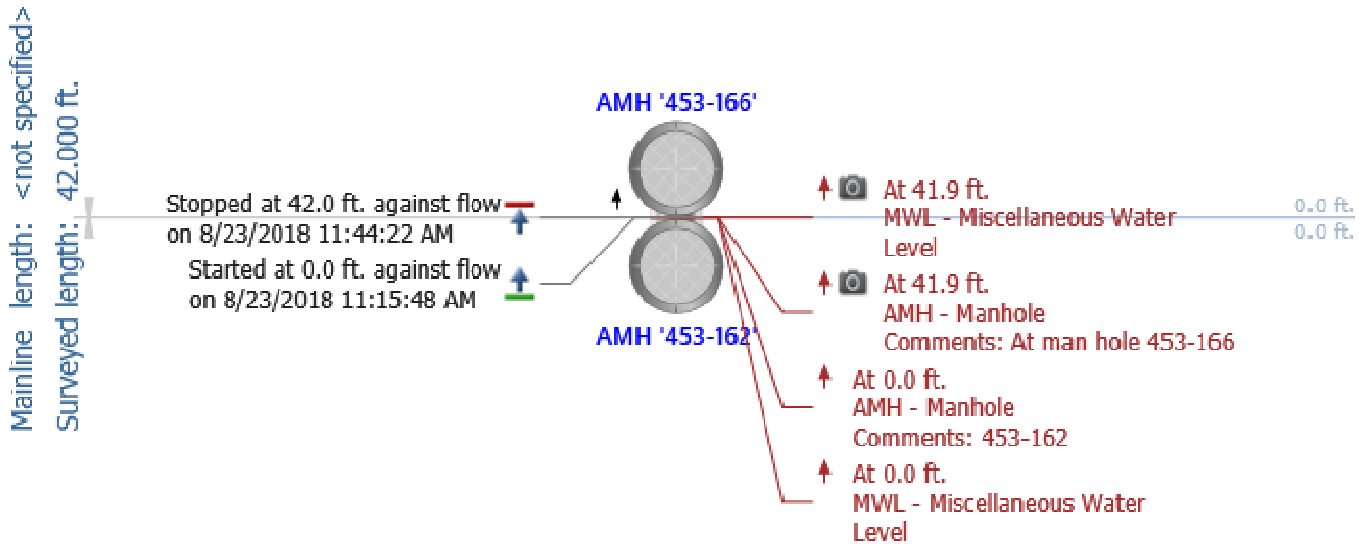 Mainline length: <not specified>
Surveyed length: 42.000 ft.
AMH '453-166'
Stopped at 42.0 ft. against flow
on 8/23/2018 11:44:22 AM
Started at 0.0 ft. against flow
on 8/23/2018 11:15:48 AM
AMH '453-162'
At 41.9 ft.
MWL - Miscellaneous Water
Level
At 41.9 ft.
AMH - Manhole
Comments: At man hole 453-166
At 0.0 ft.
AMH - Manhole
Comments: 453-162
At 0.0 ft.
MWL - Miscellaneous Water
Level
0.0 ft.
0.0 ft.